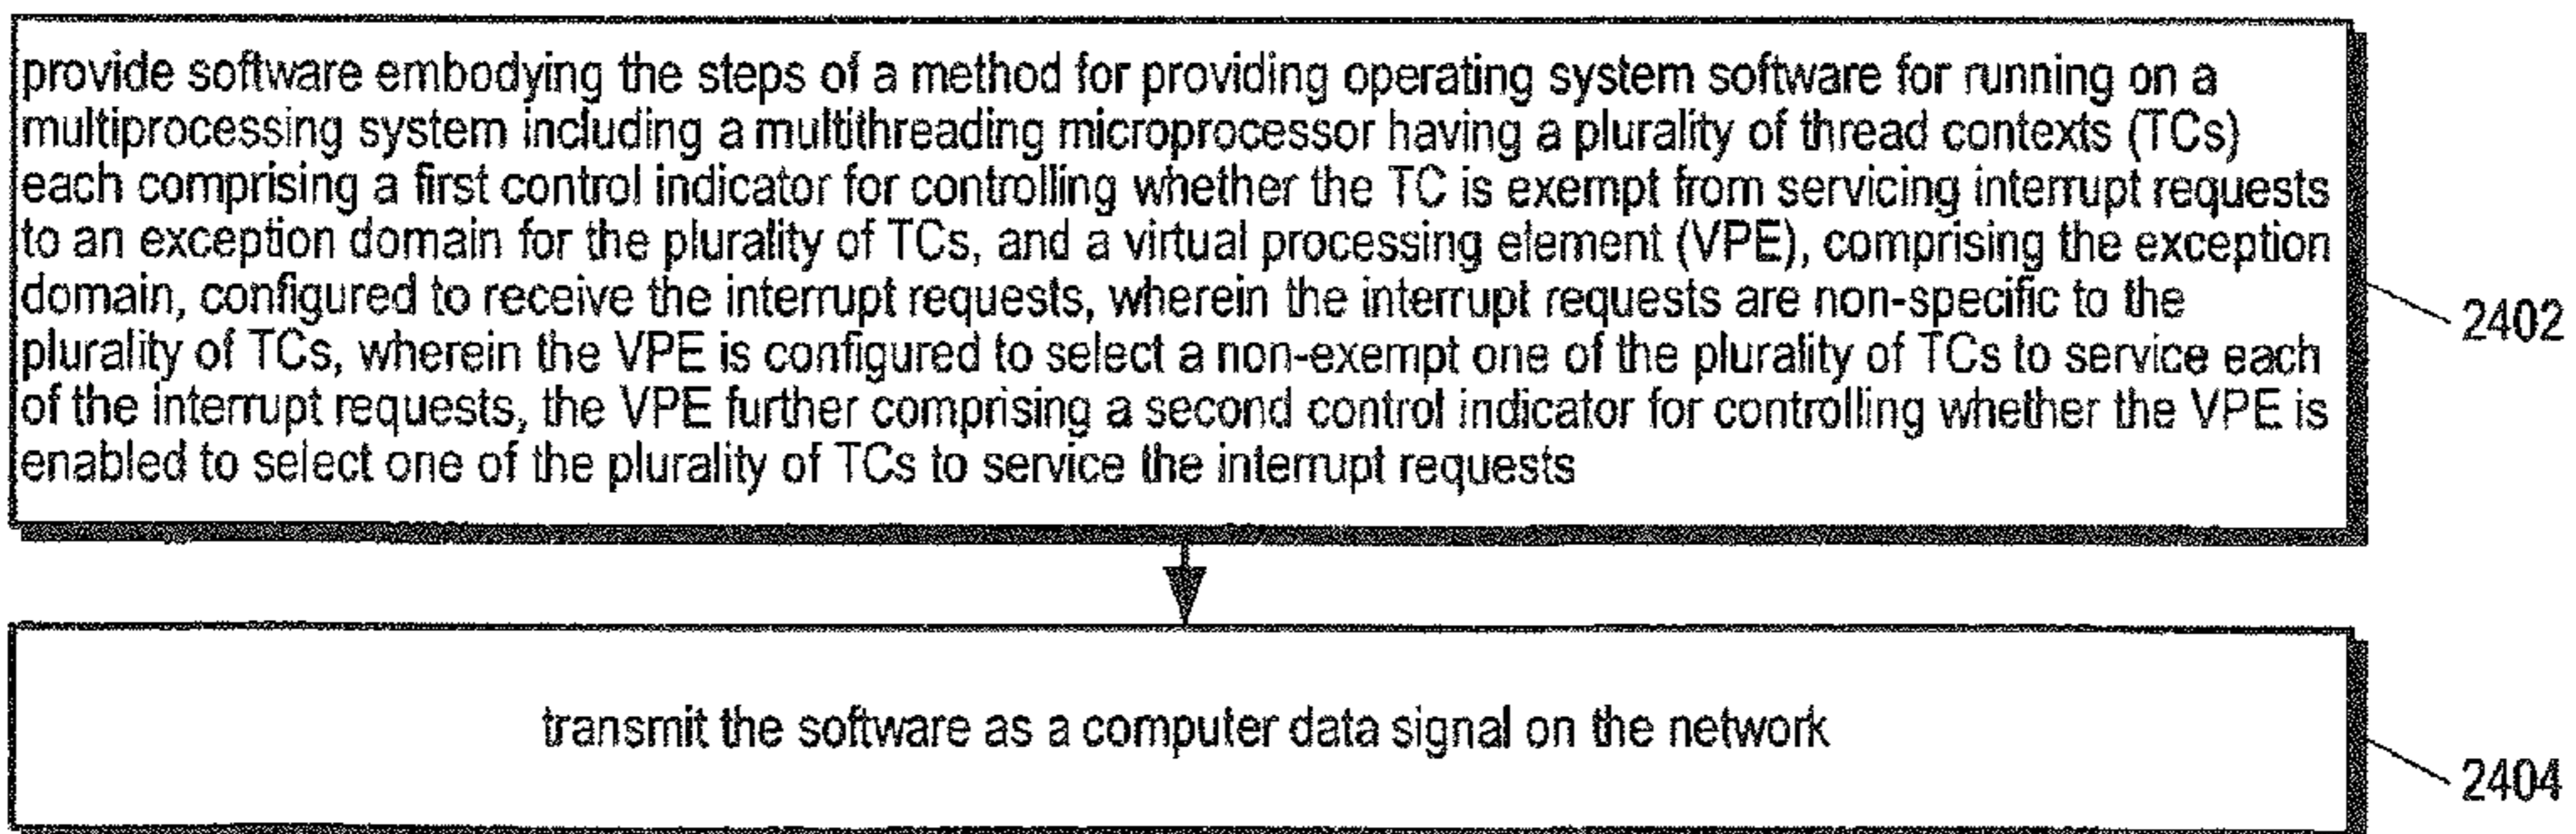 provide software embodying the steps of a method for providing operating system software for running on a
multiprocessing system including a multithreading microprocessor having a plurality of thread contexts (TCs)
each comprising a first control indicator for controlling whether the TC is exempt from servicing interrupt requests
to an exception domain for the plurality of TCs, and a virtual processing element (VPE), comprising the exception
domain, configured to receive the interrupt requests, wherein the interrupt requests are non-specific to the
plurality of TCs, wherein the VPE is configured to select a non-exempt one of the plurality of TCs to service each
of the interrupt requests, the VPE further comprising a second control indicator for controlling whether the VPE is
enabled to select one of the plurality of TCs to service the interrupt requests
2402
transmit the software as a computer data signal on the network
2404